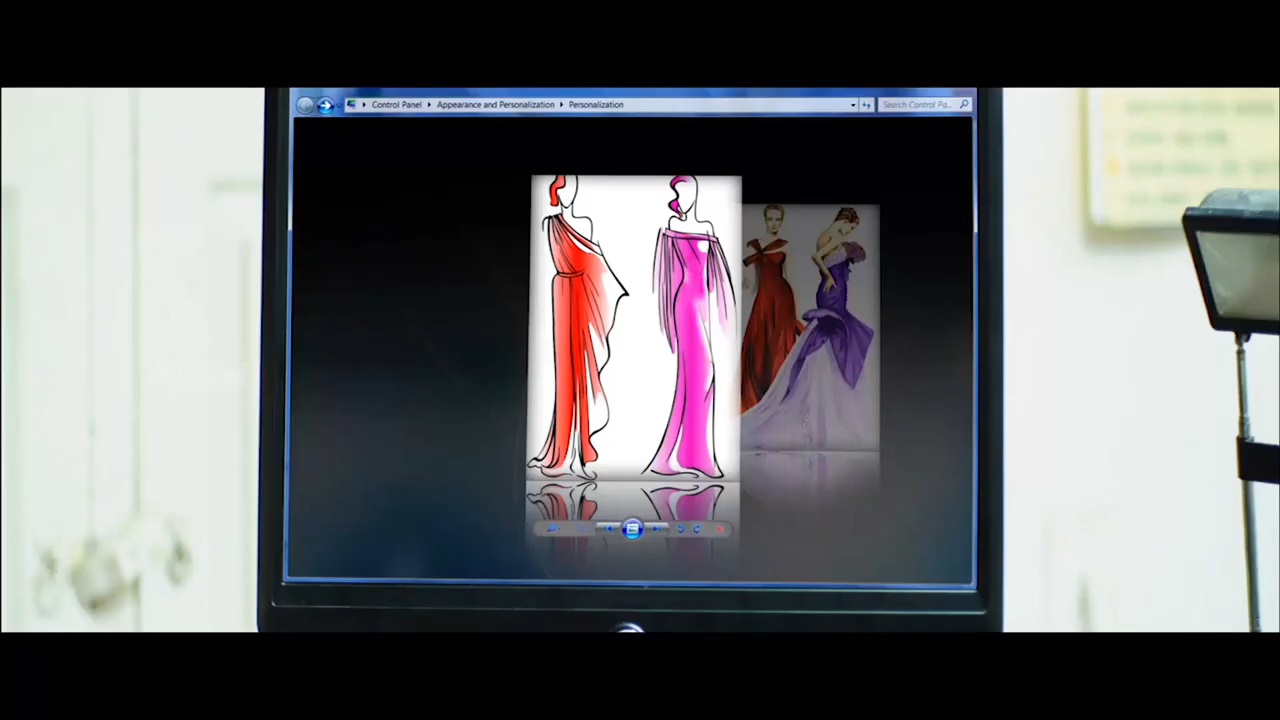 Control Panel Appearance and Personalization Personalization
Search Control Pa...